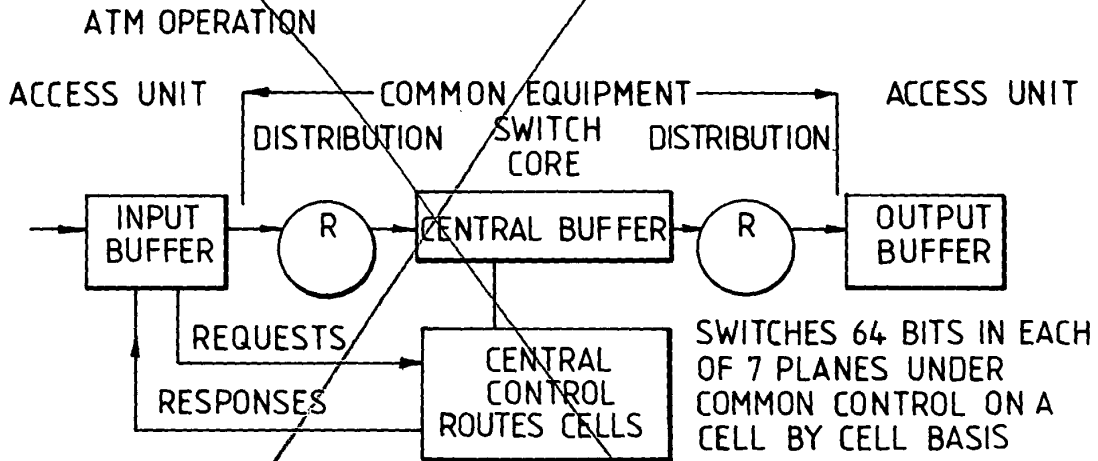 ATM OPERATION
ACCESS UNIT
COMMON EQUIPMENT
ACCESS UNIT
DISTRIBUTION
SWITCH
CORE
DISTRIBUTION
INPUT
BUFFER
R
CENTRAL BUFFER
R
OUTPUT
BUFFER
REQUESTS
RESPONSES
CENTRAL
CONTROL
ROUTES CELLS
SWITCHES 64 BITS IN EACH
OF 7 PLANES UNDER
COMMON CONTROL ON A
CELL BY CELL BASIS